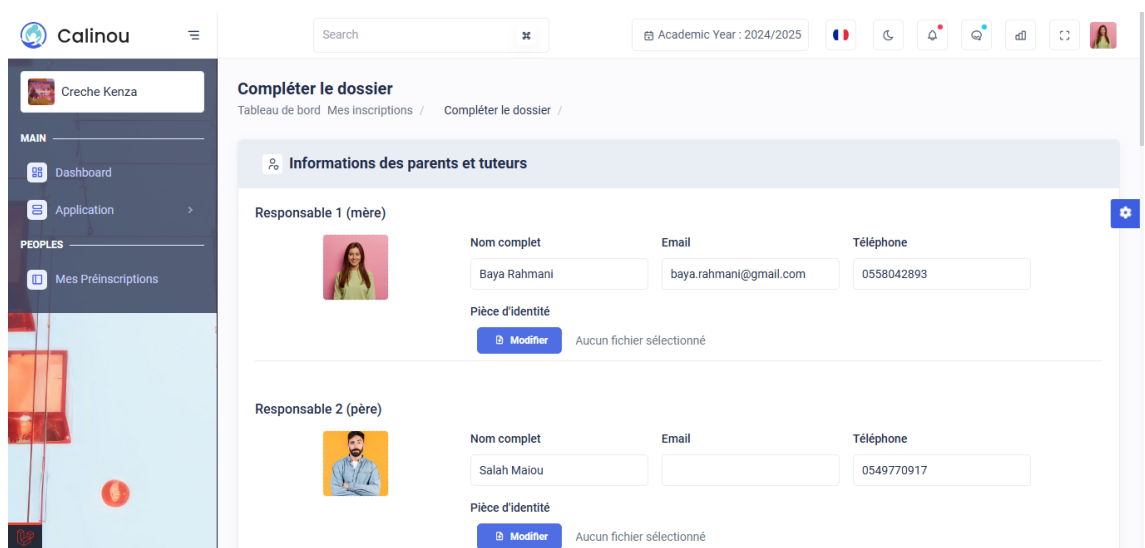 Calinou
Search
⌘
Academic Year : 2024/2025
Creche Kenza
MAIN
Dashboard
Application
PEOPLES
Mes Préinscriptions
Compléter le dossier
Tableau de bord Mes inscriptions / Compléter le dossier /
Informations des parents et tuteurs
Responsable 1 (mère)
Nom complet Email Téléphone
Baya Rahmani baya.rahmani@gmail.com 0558042893
Pièce d'identité
Modifier Aucun fichier sélectionné
Responsable 2 (père)
Nom complet Email Téléphone
Salah Maiou 0549770917
Pièce d'identité
Modifier Aucun fichier sélectionné